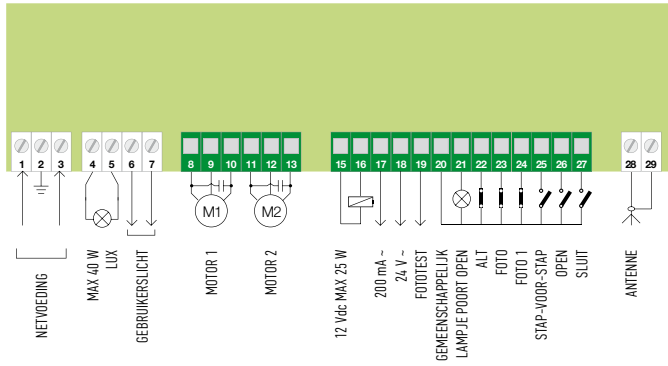 1 2 3 4 5 6 7 8 9 10 11 12 13 15 16 17 18 19 20 21 22 23 24 25 26 27 28 29
M1 M2
NETVOEDING
MAX 40 W
LUX
GEBRUIKERSLICHT
MOTOR 1
MOTOR 2
12 Vdc MAX 25 W
200 mA ~
24 V ~
FOTOTEST
GEMEENSCHAPPELIJK
LAMPJE POORT OPEN
ALT
FOTO
FOTO 1
STAP-VOOR-STAP
OPEN
SLUIT
ANTENNE